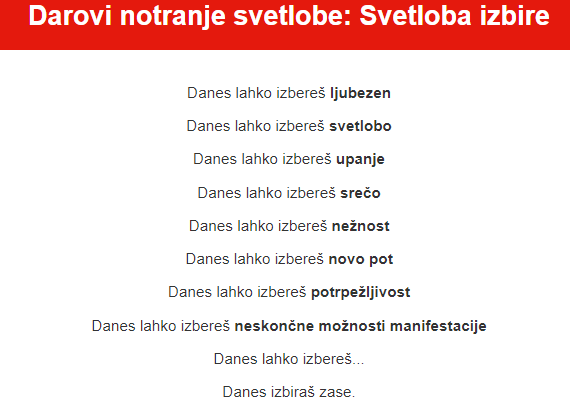 Darovi notranje svetlobe: Svetloba izbire
Danes lahko izbereš ljubezen
Danes lahko izbereš svetlobo
Danes lahko izbereš upanje
Danes lahko izbereš srečo
Danes lahko izbereš nežnost
Danes lahko izbereš novo pot
Danes lahko izbereš potrpežljivost
Danes lahko izbereš neskončne možnosti manifestacije
Danes lahko izbereš...
Danes izbiraš zase.